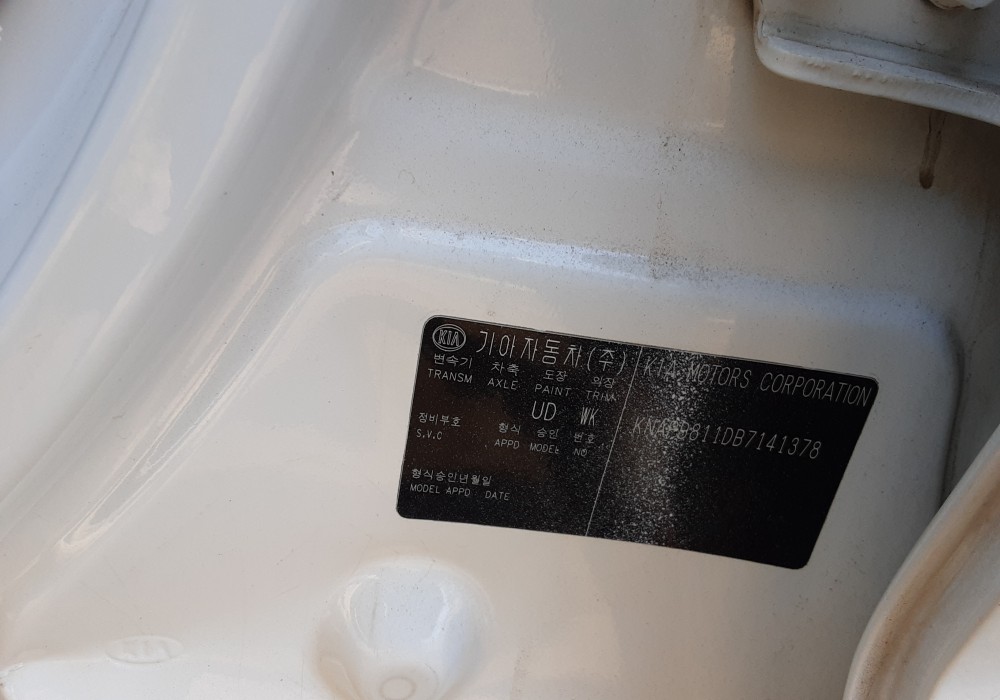 KIA 기아자동차(주) KIA MOTORS CORPORATION
변속기 차축 도장 의장
TRANSM AXLE PAINT TRIM
UD WK
정비부호 형식 승인 번호
S.V.C APPD MODEL NO
형식승인년월일
MODEL APPD DATE